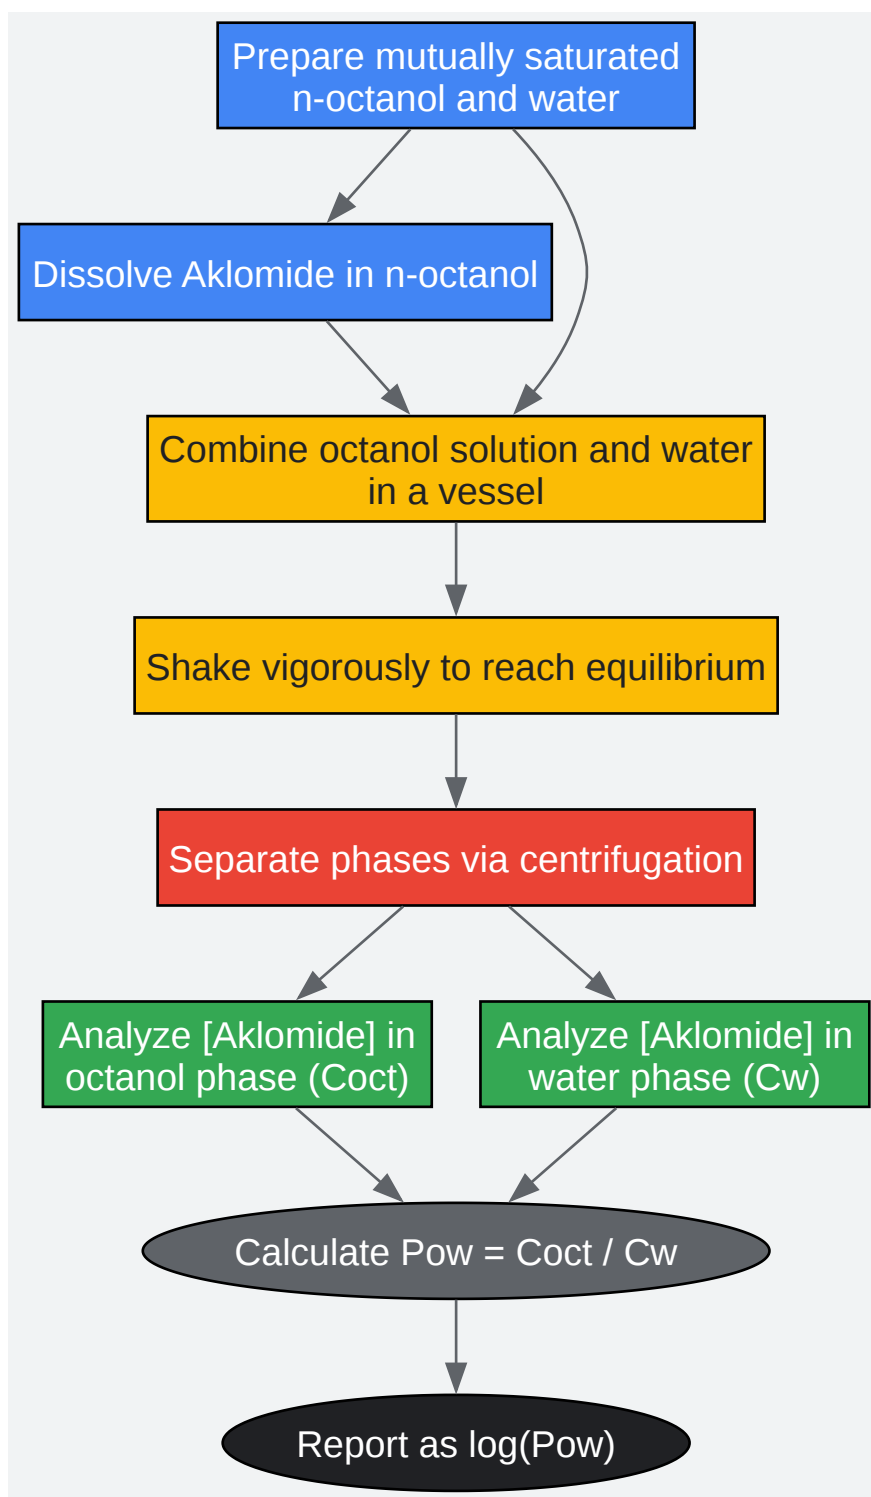 Prepare mutually saturated
n-octanol and water
Dissolve Aklomide in n-octanol
Combine octanol solution and water
in a vessel
Shake vigorously to reach equilibrium
Separate phases via centrifugation
Analyze [Aklomide] in
octanol phase (Coct)
Analyze [Aklomide] in
water phase (Cw)
Calculate Pow = Coct / Cw
Report as log(Pow)